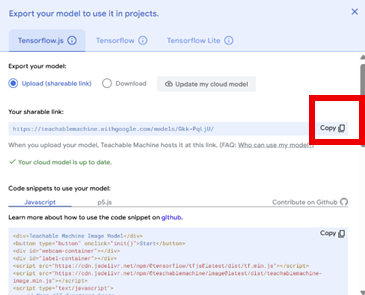 Export your model to use it in projects.
Tensorflow.js Tensorflow Tensorflow Lite
Export your model:
Upload (shareable link) Download Update my cloud model
Your sharable link:
https://teachablemachine.withgoogle.com/models/0kk-RqLjU/ Copy
When you upload your model, Teachable Machine hosts it at this link. (FAQ: Who can use my model?)
✓ Your cloud model is up to date.
Code snippets to use your model:
Javascript p5.js Contribute on Github
Learn more about how to use the code snippet on github.
<div>Teachable Machine Image Model</div> Copy
<button type="button" onclick="init()">Start</button>
<div id="webcam-container"></div>
<div id="label-container"></div>
<script src="https://cdn.jsdelivr.net/npm/@tensorflow/tfjs@latest/dist/tf.min.js"></script>
<script src="https://cdn.jsdelivr.net/npm/@teachablemachine/image@latest/dist/teachablemachine-
image.min.js"></script>
<script type="text/javascript">